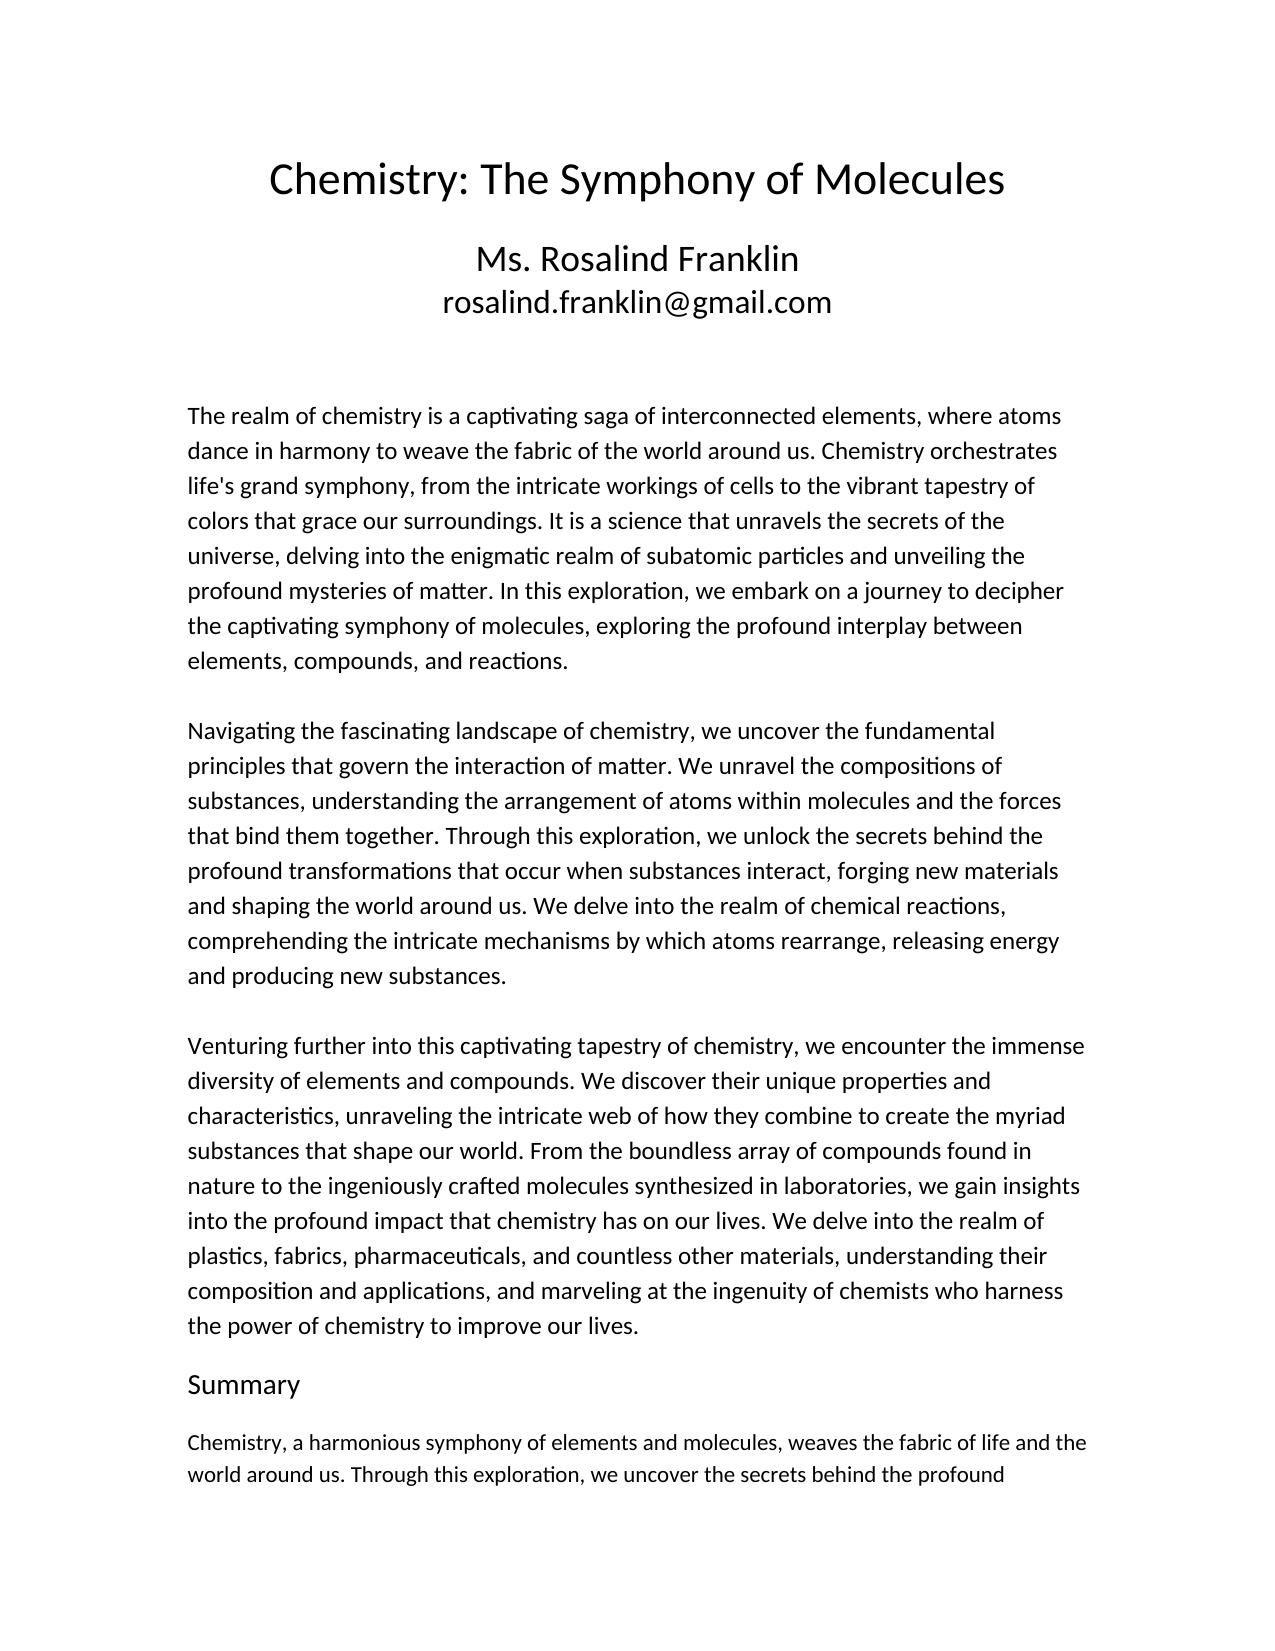 Chemistry: The Symphony of Molecules
Ms. Rosalind Franklin
rosalind.franklin@gmail.com
The realm of chemistry is a captivating saga of interconnected elements, where atoms
dance in harmony to weave the fabric of the world around us. Chemistry orchestrates
life's grand symphony, from the intricate workings of cells to the vibrant tapestry of
colors that grace our surroundings. It is a science that unravels the secrets of the
universe, delving into the enigmatic realm of subatomic particles and unveiling the
profound mysteries of matter. In this exploration, we embark on a journey to decipher
the captivating symphony of molecules, exploring the profound interplay between
elements, compounds, and reactions.
Navigating the fascinating landscape of chemistry, we uncover the fundamental
principles that govern the interaction of matter. We unravel the compositions of
substances, understanding the arrangement of atoms within molecules and the forces
that bind them together. Through this exploration, we unlock the secrets behind the
profound transformations that occur when substances interact, forging new materials
and shaping the world around us. We delve into the realm of chemical reactions,
comprehending the intricate mechanisms by which atoms rearrange, releasing energy
and producing new substances.
Venturing further into this captivating tapestry of chemistry, we encounter the immense
diversity of elements and compounds. We discover their unique properties and
characteristics, unraveling the intricate web of how they combine to create the myriad
substances that shape our world. From the boundless array of compounds found in
nature to the ingeniously crafted molecules synthesized in laboratories, we gain insights
into the profound impact that chemistry has on our lives. We delve into the realm of
plastics, fabrics, pharmaceuticals, and countless other materials, understanding their
composition and applications, and marveling at the ingenuity of chemists who harness
the power of chemistry to improve our lives.
Summary
Chemistry, a harmonious symphony of elements and molecules, weaves the fabric of life and the
world around us. Through this exploration, we uncover the secrets behind the profound